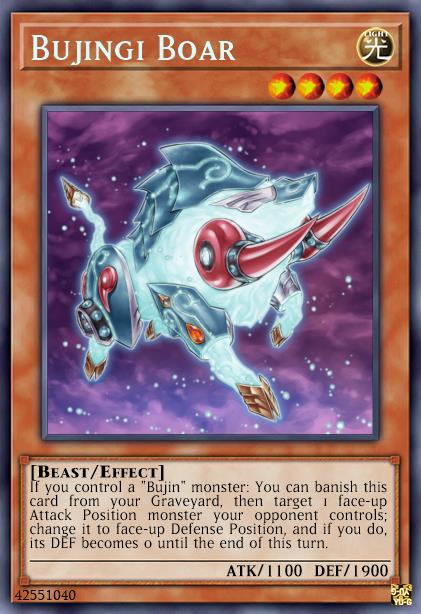 BUJINGI BOAR
LIGHT
光
[BEAST/EFFECT]
If you control a "Bujin" monster: You can banish this
card from your Graveyard, then target 1 face-up
Attack Position monster your opponent controls;
change it to face-up Defense Position, and if you do,
its DEF becomes 0 until the end of this turn.
ATK/1100 DEF/1900
42551040